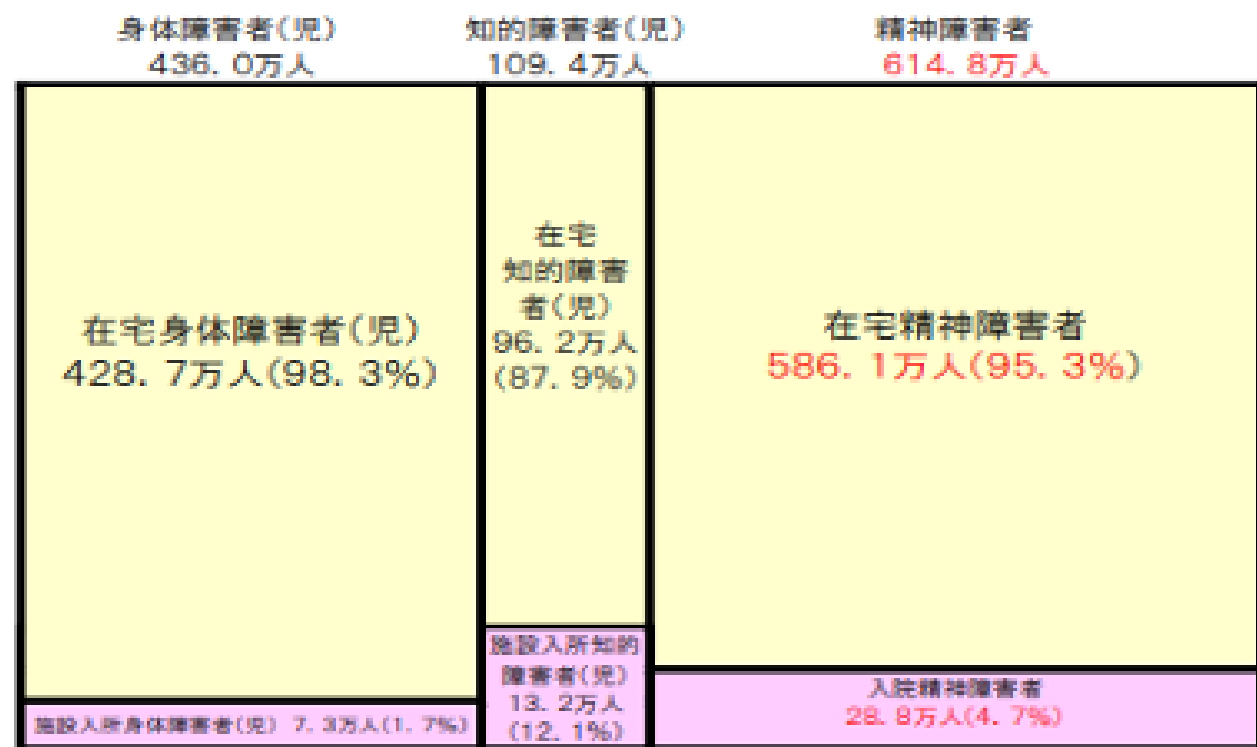 身体障害者(児)
436. 0万人
知的障害者(児)
109. 4万人
精神障害者
614. 8万人
在宅身体障害者(児)
428. 7万人(98. 3%)
在宅
知的障害
者(児)
96. 2万人
(87. 9%)
在宅精神障害者
586. 1万人(95. 3%)
施設入所身体障害者(児) 7. 3万人(1. 7%)
施設入所知的
障害者(児)
13. 2万人
(12. 1%)
入院精神障害者
28. 8万人(4. 7%)